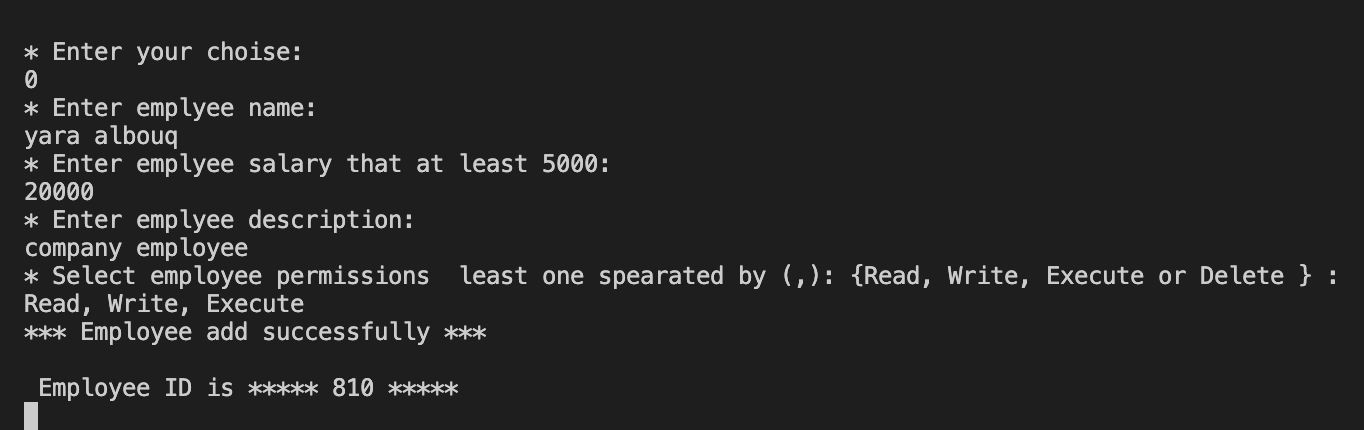 * Enter your choise:
0
* Enter emplyee name:
yara albouq
* Enter emplyee salary that at least 5000:
20000
* Enter emplyee description:
company employee
* Select employee permissions  least one spearated by (,): {Read, Write, Execute or Delete } :
Read, Write, Execute
*** Employee add successfully ***
Employee ID is ***** 810 *****